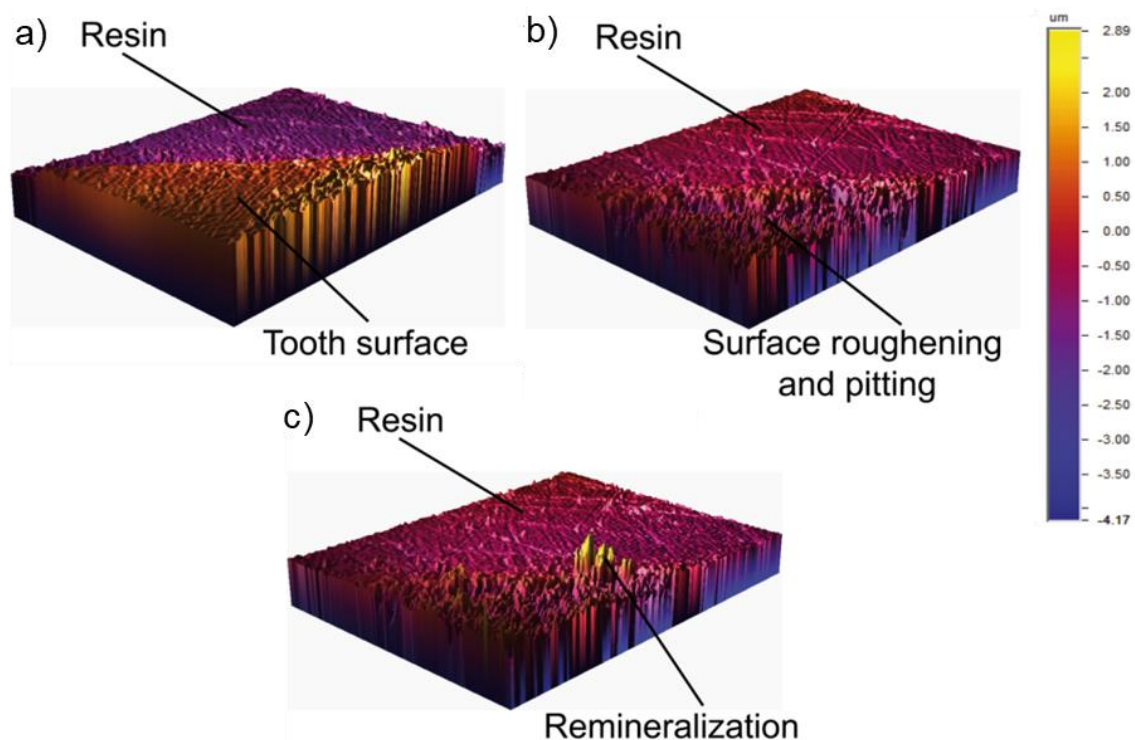 a)
Resin
Tooth surface
b)
Resin
Surface roughening
and pitting
c)
Resin
Remineralization
um
2.89
2.00
1.50
1.00
0.50
0.00
-0.50
-1.00
-1.50
-2.00
-2.50
-3.00
-3.50
-4.17